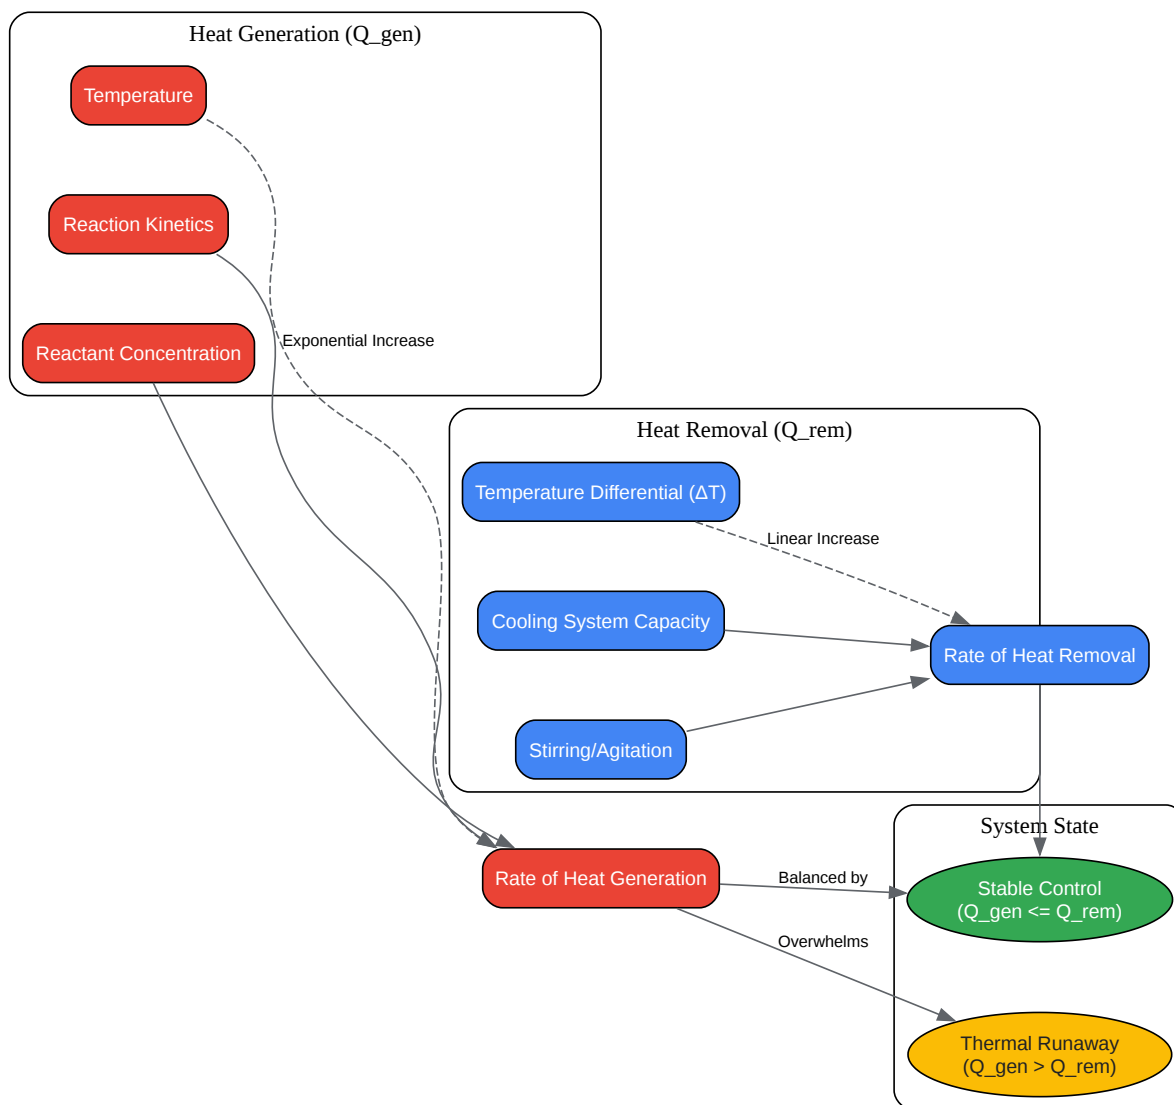 Heat Generation (Q_gen)
Temperature
Reaction Kinetics
Exponential Increase
Reactant Concentration
Heat Removal (Q_rem)
Temperature Differential (ΔT)
Linear Increase
Cooling System Capacity
Rate of Heat Removal
Stirring/Agitation
System State
Rate of Heat Generation
Balanced by
Stable Control
(Q_gen <= Q_rem)
Overwhelms
Thermal Runaway
(Q_gen > Q_rem)